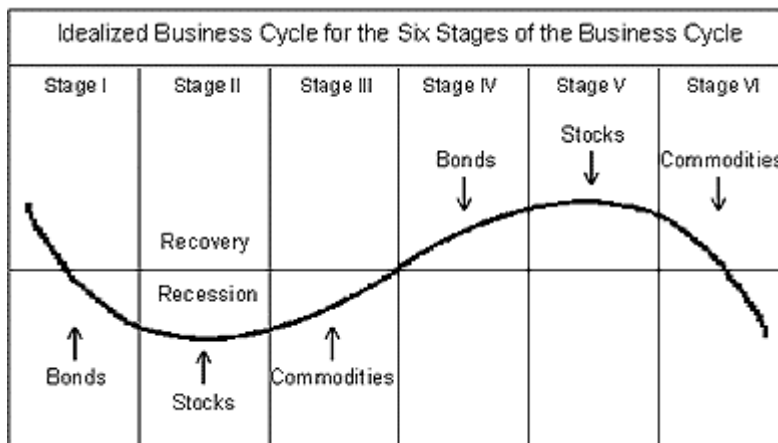 Idealized Business Cycle for the Six Stages of the Business Cycle
Stage I
Stage II
Stage III
Stage IV
Stage V
Stage VI
Stocks
Bonds
Commodities
Recovery
Recession
Bonds
Commodities
Stocks